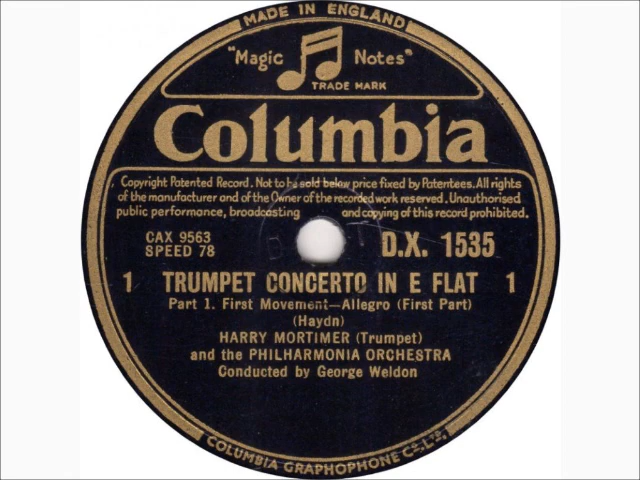 MADE IN ENGLAND
"Magic Notes"
TRADE MARK
Columbia
Copyright Patented Record. Not to be sold below price fixed by Patentees. All rights
of the manufacturer and of the Owner of the recorded work reserved. Unauthorised
public performance, broadcasting and copying of this record prohibited.
CAX 9563 D.X. 1535
SPEED 78
1 TRUMPET CONCERTO IN E FLAT 1
Part 1. First Movement—Allegro (First Part)
(Haydn)
HARRY MORTIMER (Trumpet)
and the PHILHARMONIA ORCHESTRA
Conducted by George Weldon
COLUMBIA GRAPHOPHONE Co. LTD.